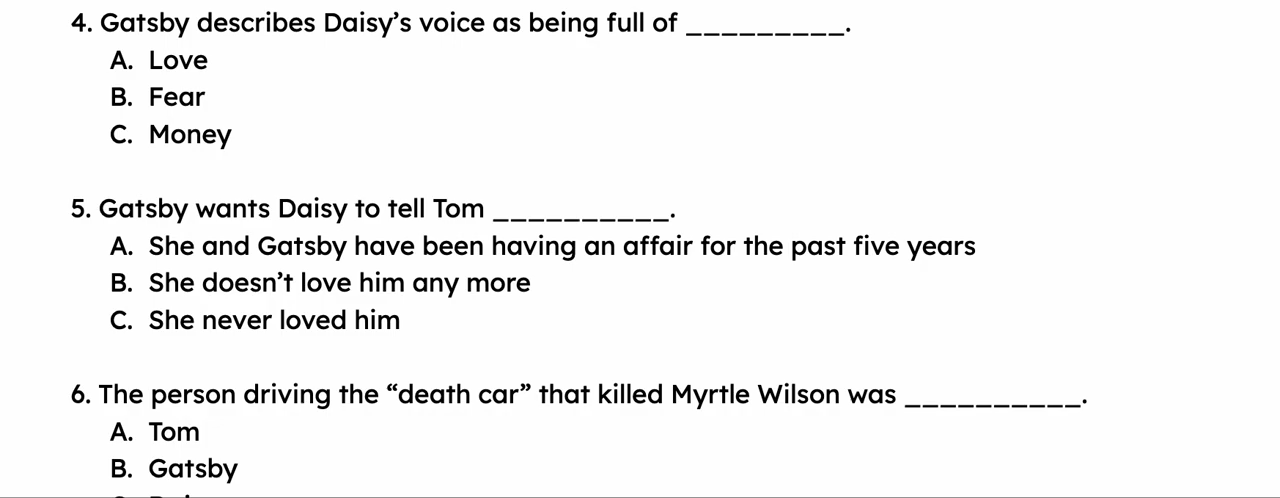 4. Gatsby describes Daisy’s voice as being full of _________.
A. Love
B. Fear
C. Money
5. Gatsby wants Daisy to tell Tom __________.
A. She and Gatsby have been having an affair for the past five years
B. She doesn’t love him any more
C. She never loved him
6. The person driving the “death car” that killed Myrtle Wilson was __________.
A. Tom
B. Gatsby